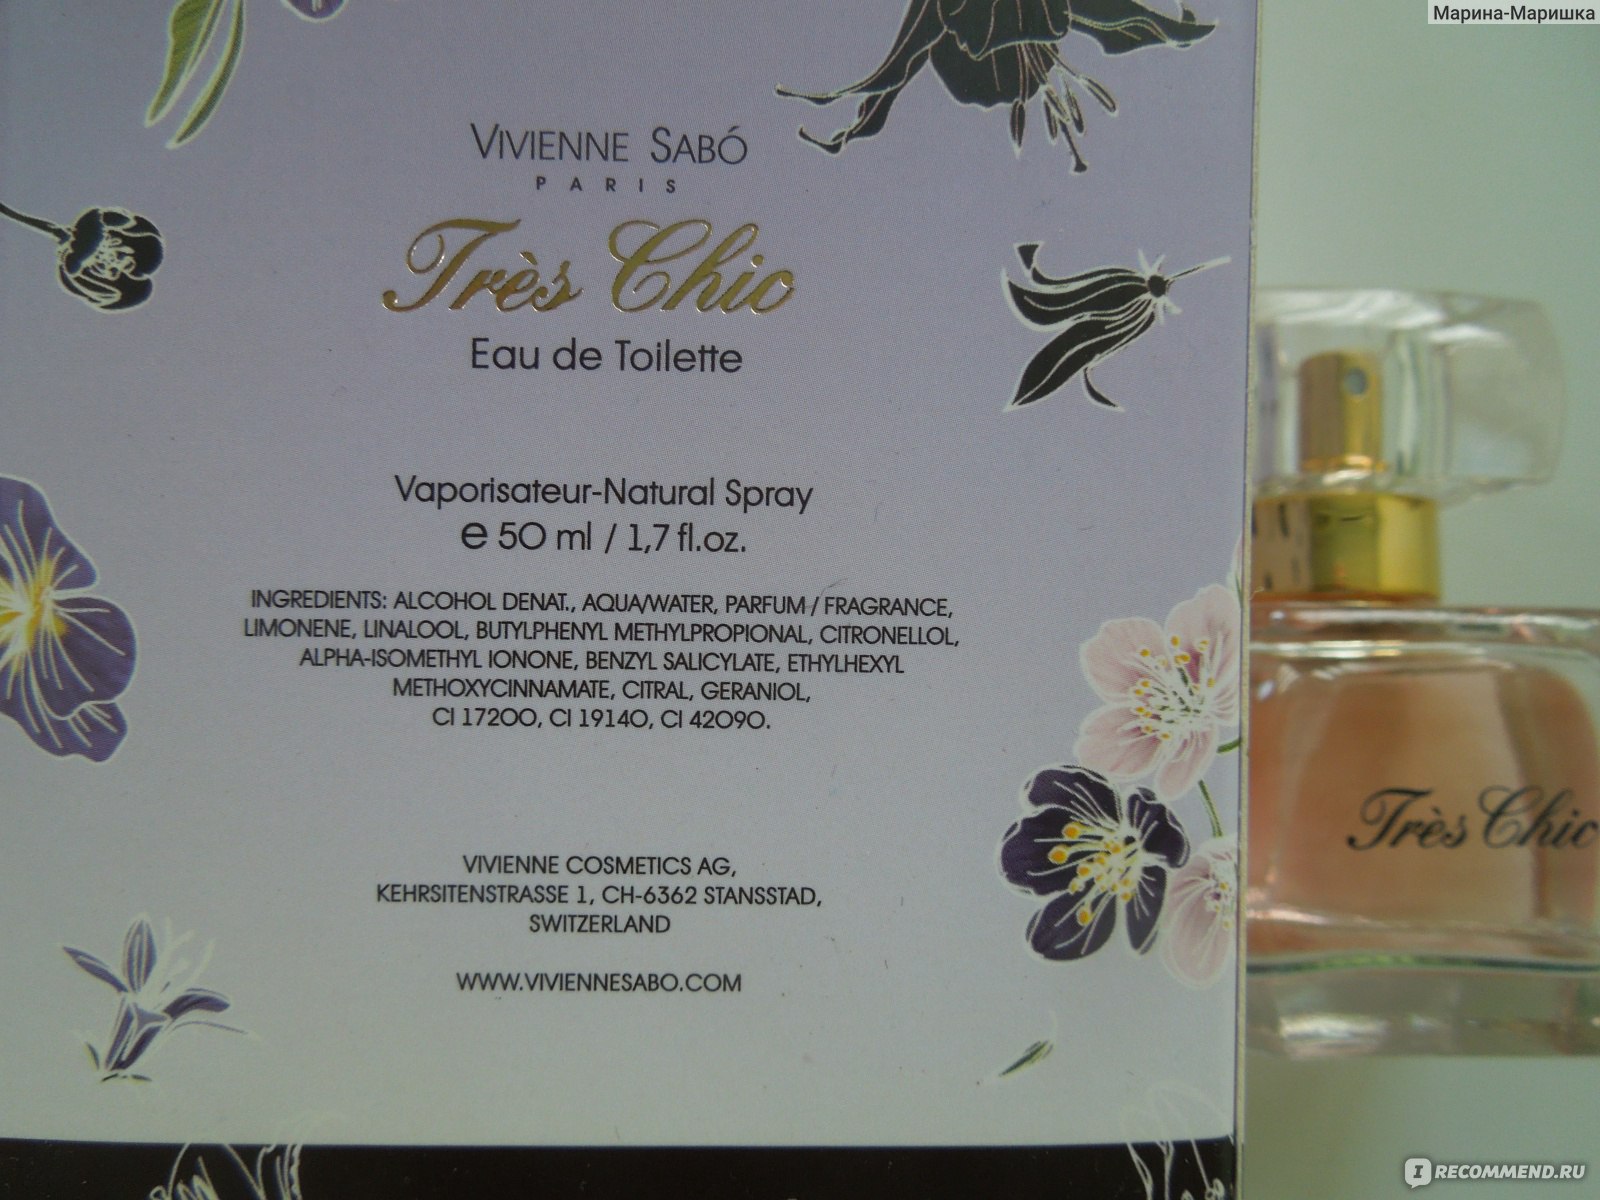 Марина-Маришка
VIVIENNE SABÓ
PARIS
Très Chic
Eau de Toilette
Vaporisateur-Natural Spray
e 50 ml / 1,7 fl.oz.
INGREDIENTS: ALCOHOL DENAT., AQUA/WATER, PARFUM / FRAGRANCE,
LIMONENE, LINALOOL, BUTYLPHENYL METHYLPROPIONAL, CITRONELLOL,
ALPHA-ISOMETHYL IONONE, BENZYL SALICYLATE, ETHYLHEXYL
METHOXYCINNAMATE, CITRAL, GERANIOL,
CI 17200, CI 19140, CI 42090.
VIVIENNE COSMETICS AG,
KEHRSITENSTRASSE 1, CH-6362 STANSSTAD,
SWITZERLAND
WWW.VIVIENNESABO.COM
Très Chic
I RECOMMEND.RU